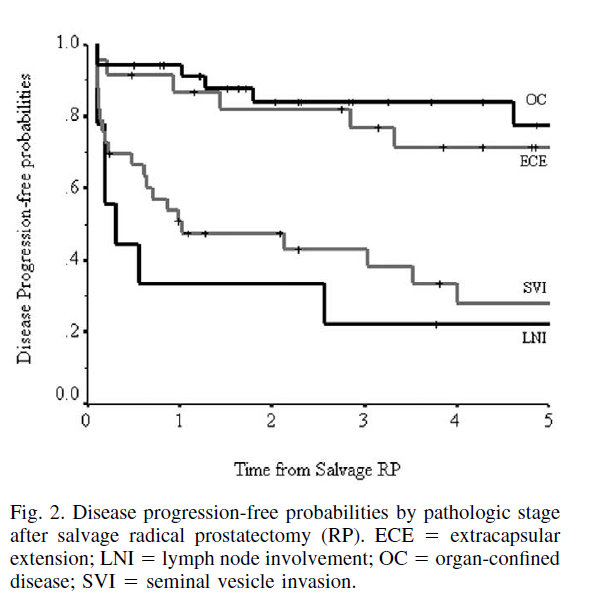 Disease Progression-free probabilities
1.0
.8
.6
.4
.2
0.0
OC
ECE
SVI
LNI
0 1 2 3 4 5
Time from Salvage RP
Fig. 2. Disease progression-free probabilities by pathologic stage
after salvage radical prostatectomy (RP). ECE = extracapsular
extension; LNI = lymph node involvement; OC = organ-confined
disease; SVI = seminal vesicle invasion.